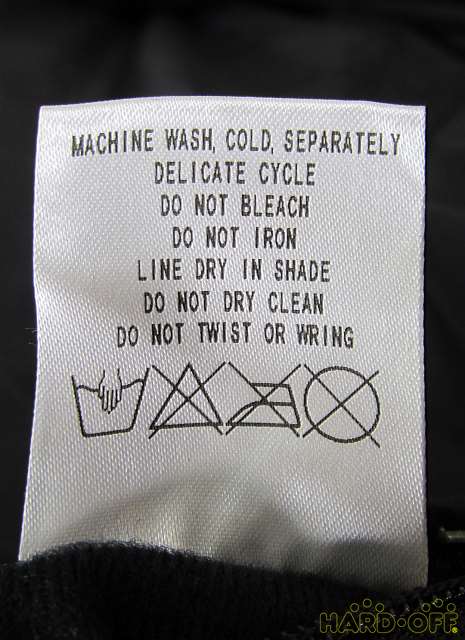 MACHINE WASH, COLD, SEPARATELY
DELICATE CYCLE
DO NOT BLEACH
DO NOT IRON
LINE DRY IN SHADE
DO NOT DRY CLEAN
DO NOT TWIST OR WRING
HARD·OFF